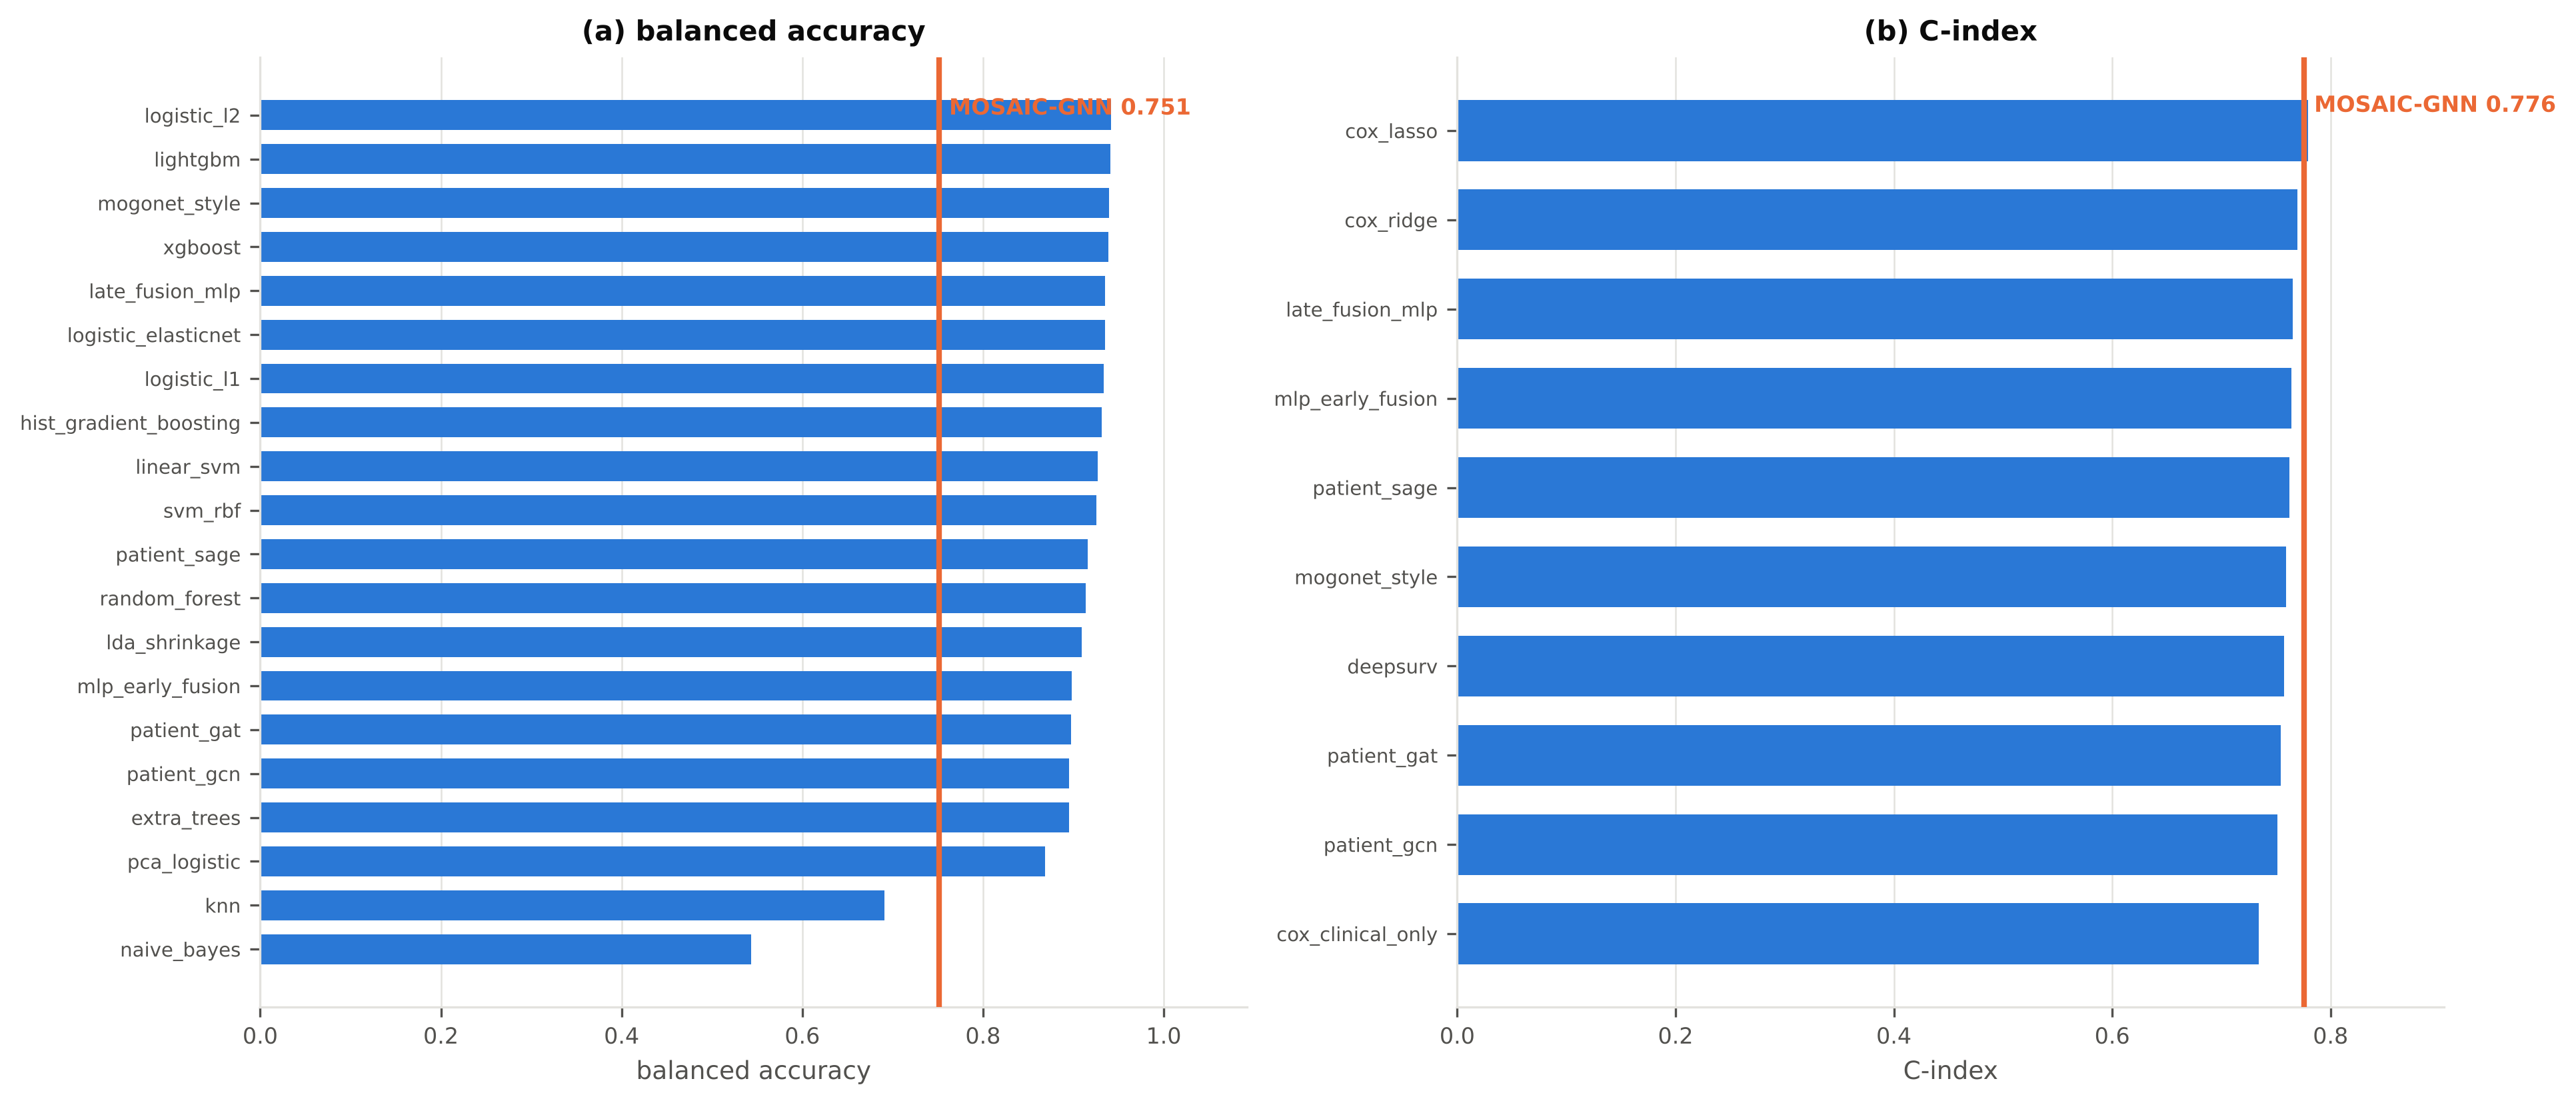 (a) balanced accuracy
MOSAIC-GNN 0.751
logistic_l2
lightgbm
mogonet_style
xgboost
late_fusion_mlp
logistic_elasticnet
logistic_l1
hist_gradient_boosting
linear_svm
svm_rbf
patient_sage
random_forest
lda_shrinkage
mlp_early_fusion
patient_gat
patient_gcn
extra_trees
pca_logistic
knn
naive_bayes
0.0 0.2 0.4 0.6 0.8 1.0
balanced accuracy
(b) C-index
MOSAIC-GNN 0.776
cox_lasso
cox_ridge
late_fusion_mlp
mlp_early_fusion
patient_sage
mogonet_style
deepsurv
patient_gat
patient_gcn
cox_clinical_only
0.0 0.2 0.4 0.6 0.8
C-index